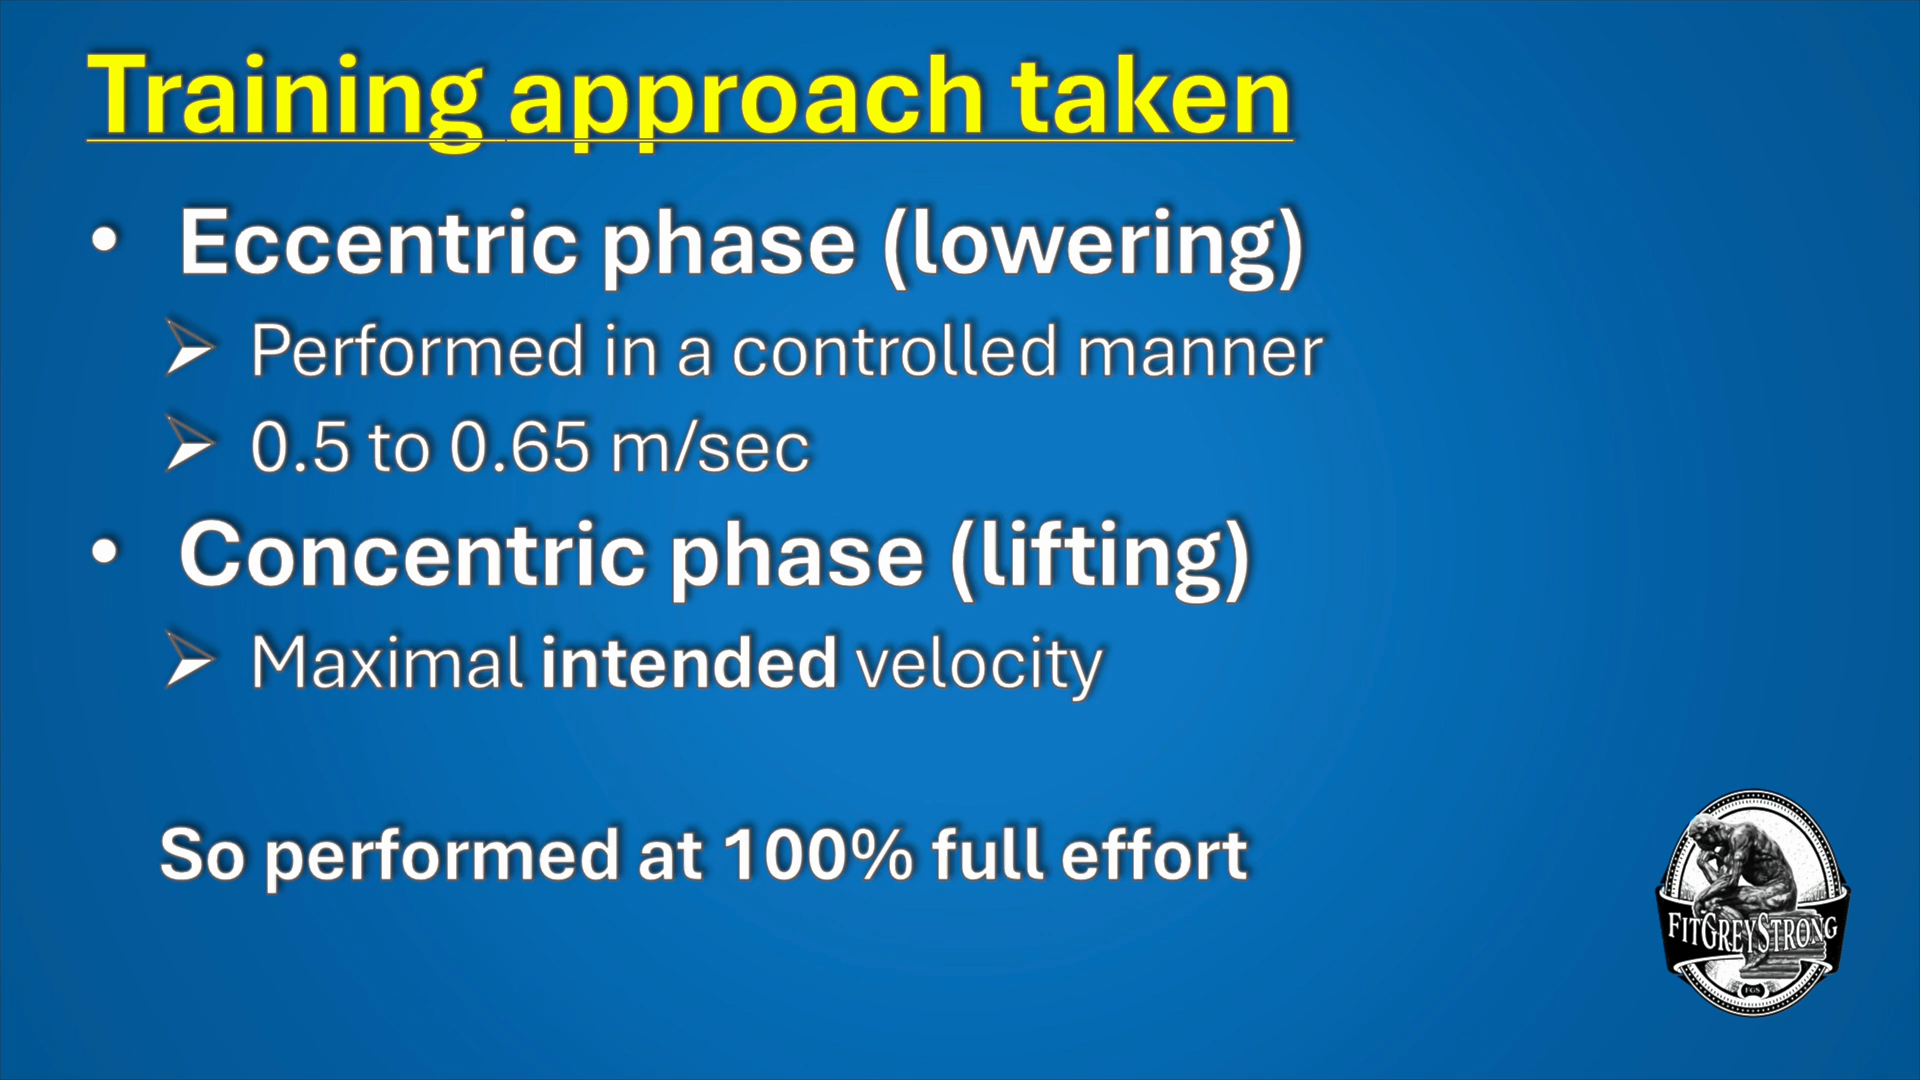 Training approach taken
• Eccentric phase (lowering)
➢ Performed in a controlled manner
➢ 0.5 to 0.65 m/sec
• Concentric phase (lifting)
➢ Maximal intended velocity
So performed at 100% full effort
FITGREYSTRONG
FGS